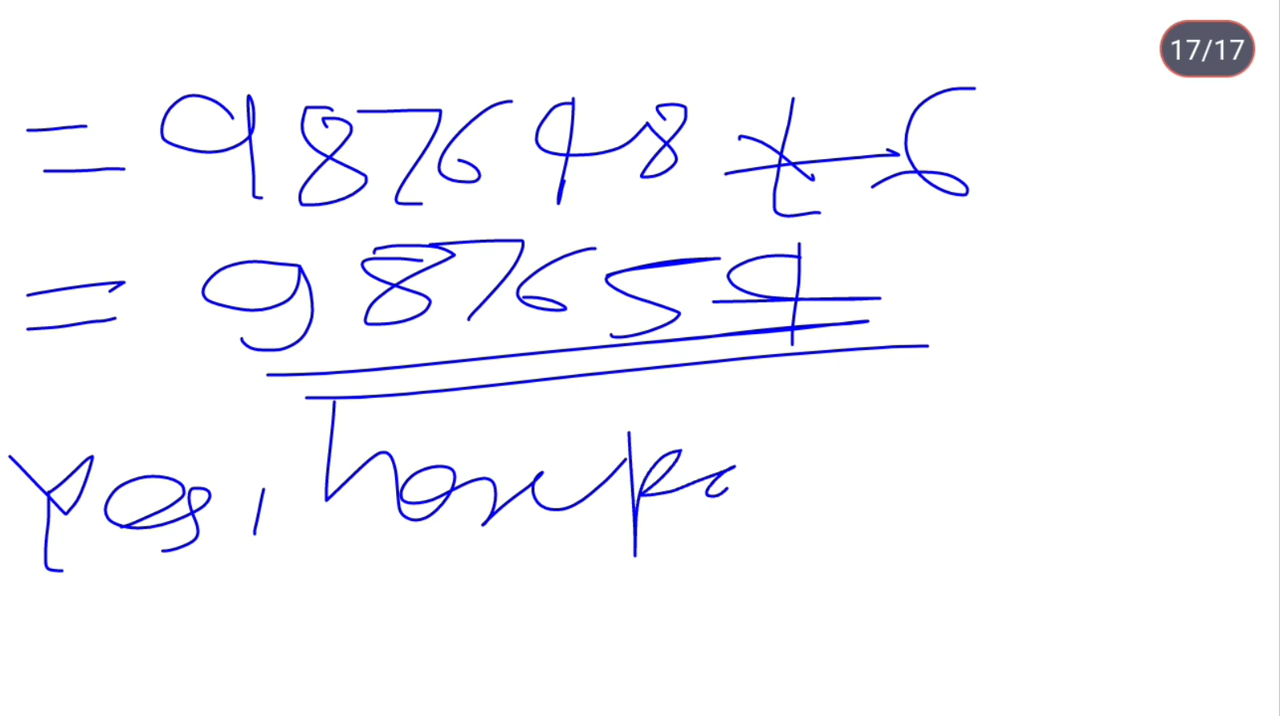 17/17
= 987648 + 6
= 987654
Yes,